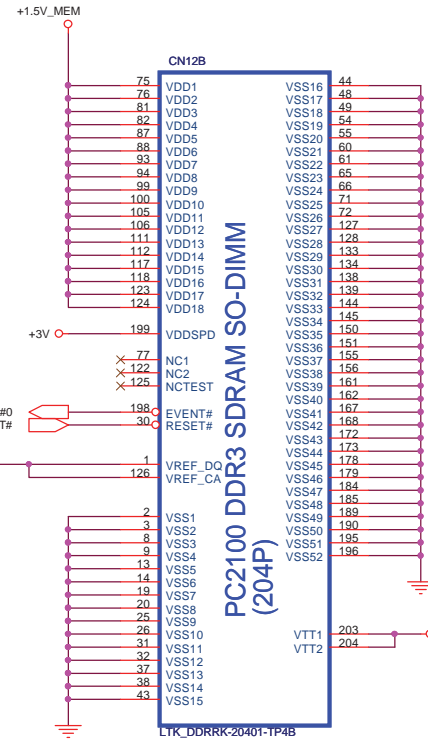 +1.5V_MEM
CN12B
75 VDD1
76 VDD2
81 VDD3
82 VDD4
87 VDD5
88 VDD6
93 VDD7
94 VDD8
99 VDD9
100 VDD10
105 VDD11
106 VDD12
111 VDD13
112 VDD14
117 VDD15
118 VDD16
123 VDD17
124 VDD18
+3V 199 VDDSPD
77 NC1
122 NC2
125 NCTEST
#0 198 EVENT#
T# 30 RESET#
1 VREF_DQ
126 VREF_CA
2 VSS1
3 VSS2
8 VSS3
9 VSS4
13 VSS5
14 VSS6
19 VSS7
20 VSS8
25 VSS9
26 VSS10
31 VSS11
32 VSS12
37 VSS13
38 VSS14
43 VSS15
PC2100 DDR3 SDRAM SO-DIMM
(204P)
VSS16 44
VSS17 48
VSS18 49
VSS19 54
VSS20 55
VSS21 60
VSS22 61
VSS23 65
VSS24 66
VSS25 71
VSS26 72
VSS27 127
VSS28 128
VSS29 133
VSS30 134
VSS31 138
VSS32 139
VSS33 144
VSS34 145
VSS35 150
VSS36 151
VSS37 155
VSS38 156
VSS39 161
VSS40 162
VSS41 167
VSS42 168
VSS43 172
VSS44 173
VSS45 178
VSS46 179
VSS47 184
VSS48 185
VSS49 189
VSS50 190
VSS51 195
VSS52 196
VTT1 203
VTT2 204
LTK_DDRRK-20401-TP4B